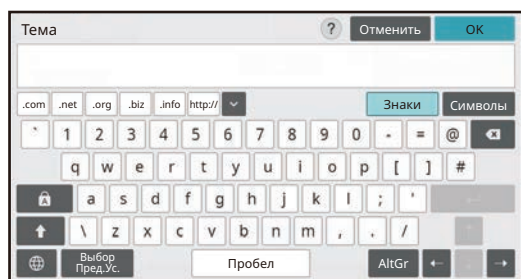 Тема ? Отменить OK
.com .net .org .biz .info http:// Знаки Символы
` 1 2 3 4 5 6 7 8 9 0 - = @
q w e r t y u i o p [ ] #
A a s d f g h j k l ; '
\ z x c v b n m , . /
Выбор
Пред.Ус. Пробел AltGr